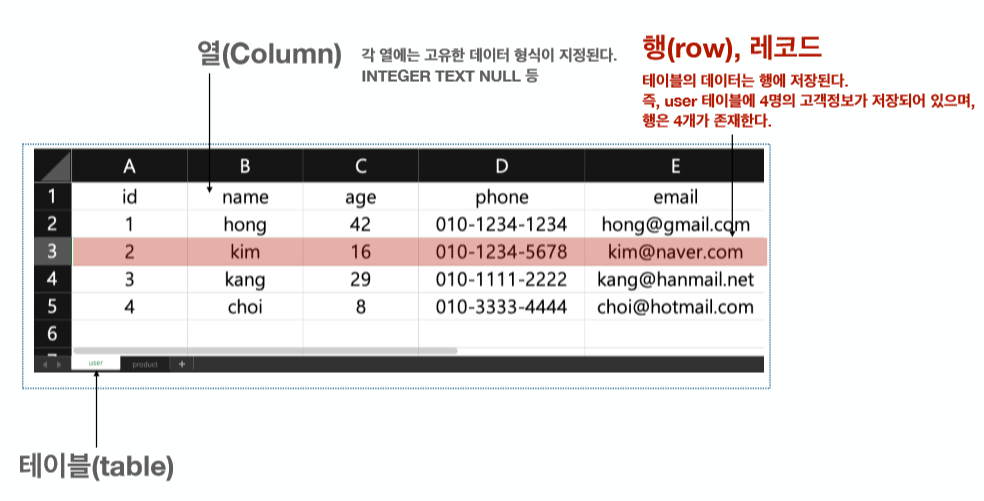 열(Column)
각 열에는 고유한 데이터 형식이 지정된다.
INTEGER TEXT NULL 등
행(row), 레코드
테이블의 데이터는 행에 저장된다.
즉, user 테이블에 4명의 고객정보가 저장되어 있으며,
행은 4개가 존재한다.
A B C D E
1 id name age phone email
2 1 hong 42 010-1234-1234 hong@gmail.com
3 2 kim 16 010-1234-5678 kim@naver.com
4 3 kang 29 010-1111-2222 kang@hanmail.net
5 4 choi 8 010-3333-4444 choi@hotmail.com
6
user product +
테이블(table)